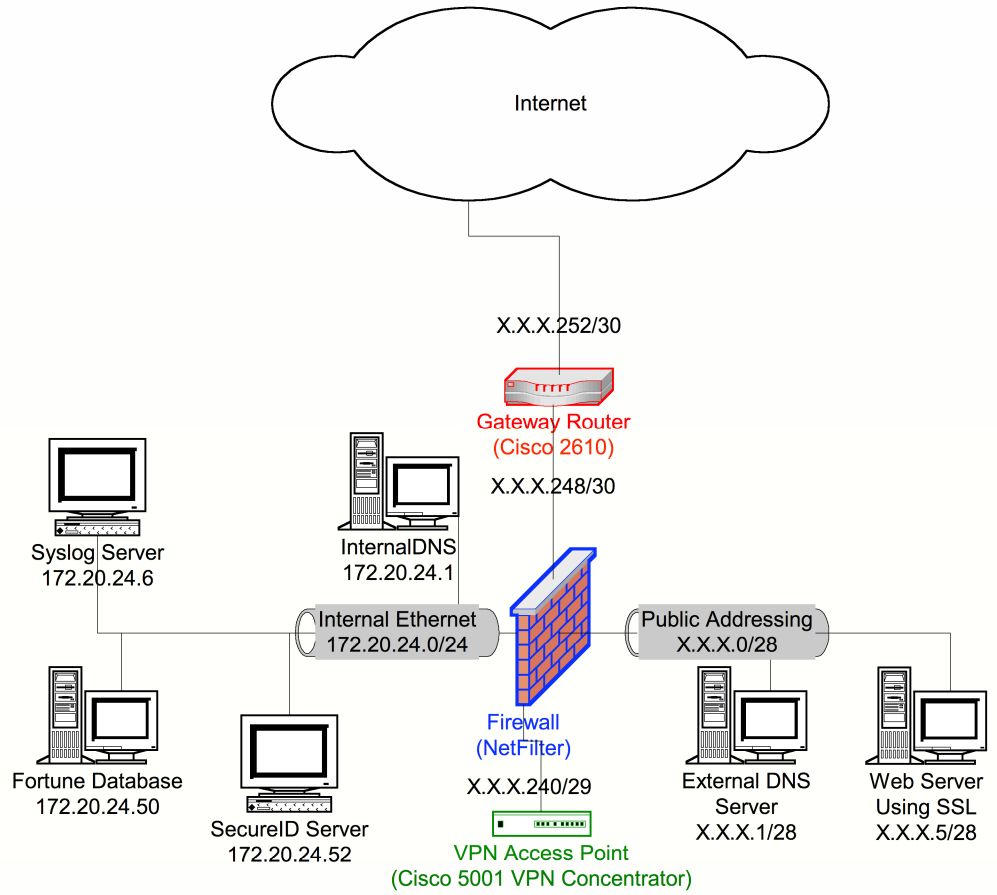 Internet
X.X.X.252/30
Gateway Router
(Cisco 2610)
X.X.X.248/30
Syslog Server
172.20.24.6
InternalDNS
172.20.24.1
Internal Ethernet
172.20.24.0/24
Public Addressing
X.X.X.0/28
Firewall
(NetFilter)
X.X.X.240/29
Fortune Database
172.20.24.50
SecureID Server
172.20.24.52
External DNS
Server
X.X.X.1/28
Web Server
Using SSL
X.X.X.5/28
VPN Access Point
(Cisco 5001 VPN Concentrator)